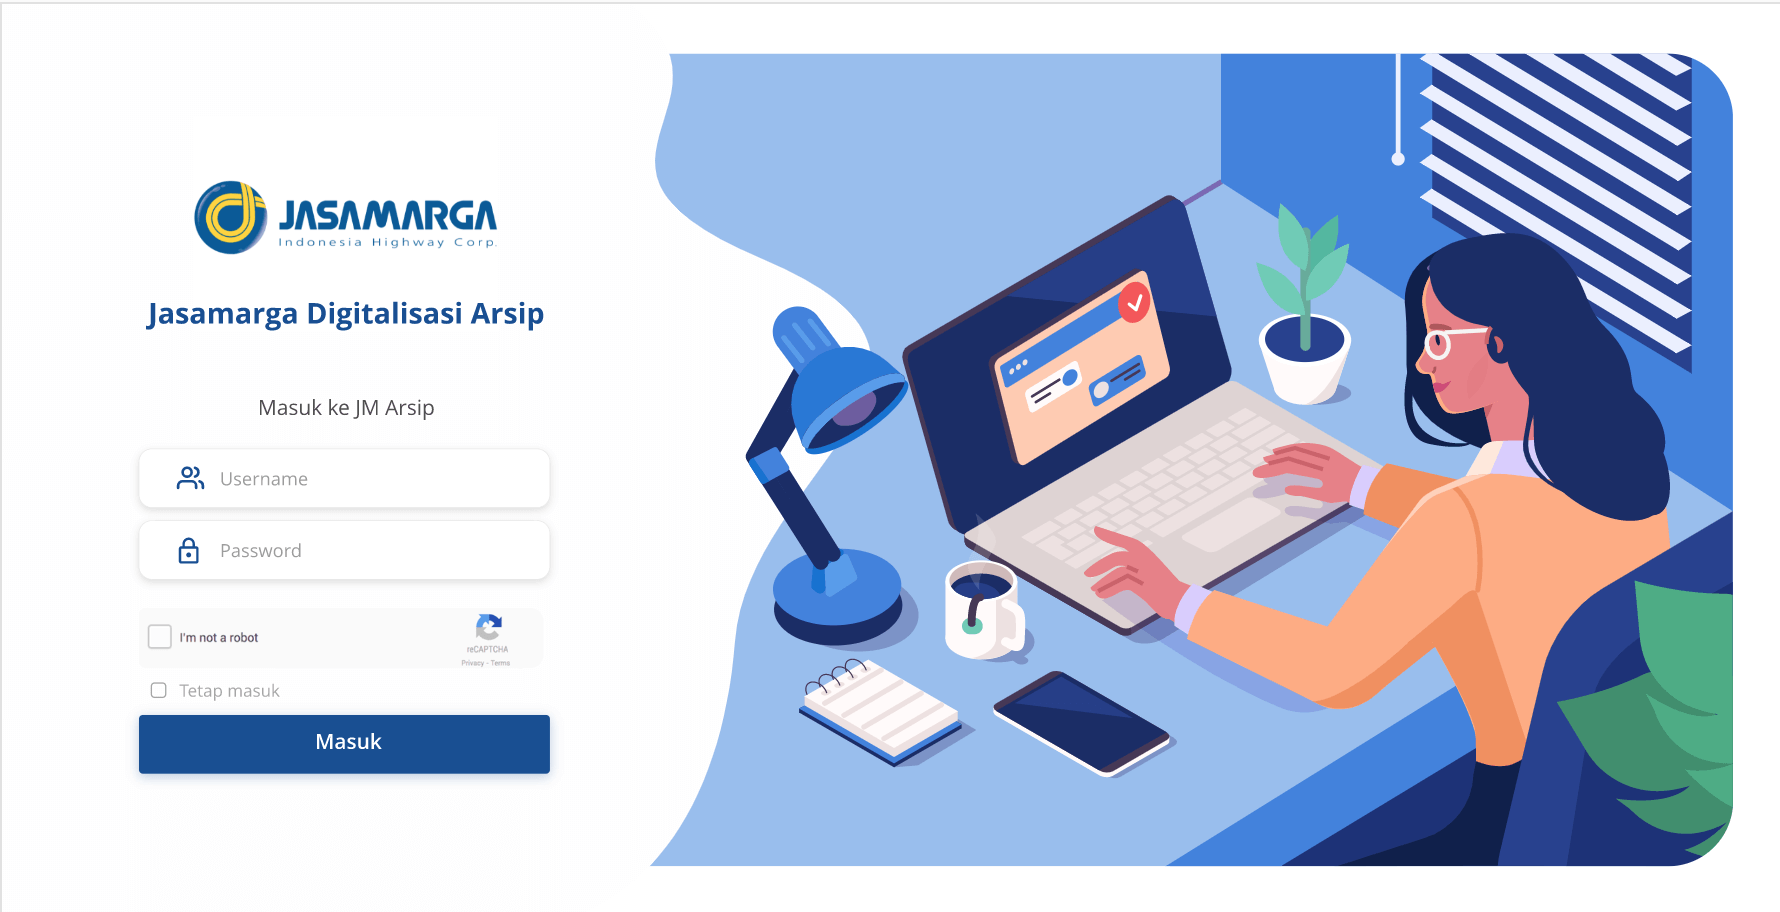 JASAMARGA
Indonesia Highway Corp.
Jasamarga Digitalisasi Arsip
Masuk ke JM Arsip
Username
Password
I'm not a robot
reCAPTCHA
Privacy - Terms
Tetap masuk
Masuk